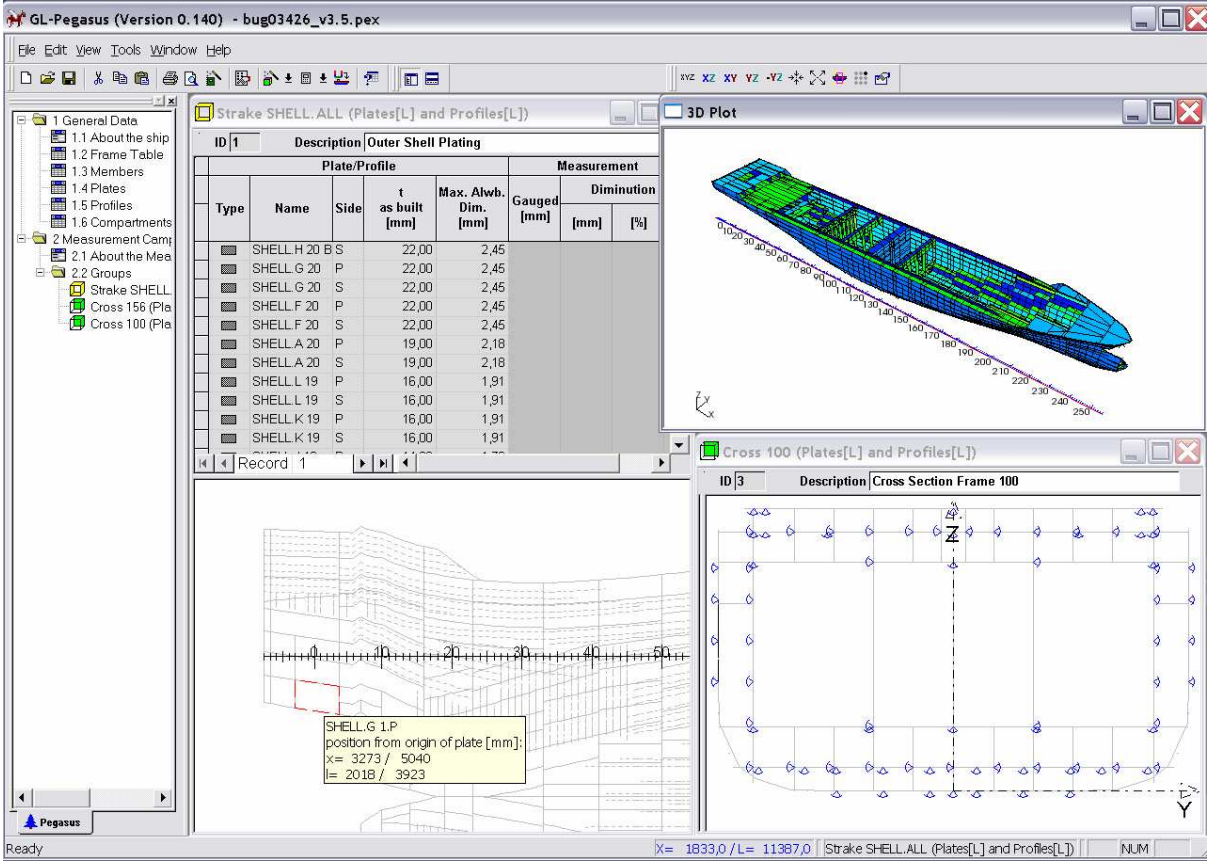 GL-Pegasus (Version 0.140) - bug03426_v3.5.pex
File Edit View Tools Window Help
XYZ XZ XY YZ -YZ
1 General Data
1.1 About the ship
1.2 Frame Table
1.3 Members
1.4 Plates
1.5 Profiles
1.6 Compartments
2 Measurement Camp
2.1 About the Mea
2.2 Groups
Strake SHELL.
Cross 156 (Pla
Cross 100 (Pla
Pegasus
Strake SHELL.ALL (Plates[L] and Profiles[L])
ID 1 Description Outer Shell Plating
Plate/Profile Measurement
Type Name Side t as built [mm] Max. Alwb. Dim. [mm] Gauged [mm] Diminution [mm] [%]
SHELL.H 20 B S 22,00 2,45
SHELL.G 20 P 22,00 2,45
SHELL.G 20 S 22,00 2,45
SHELL.F 20 P 22,00 2,45
SHELL.F 20 S 22,00 2,45
SHELL.A 20 P 19,00 2,18
SHELL.A 20 S 19,00 2,18
SHELL.L 19 P 16,00 1,91
SHELL.L 19 S 16,00 1,91
SHELL.K 19 P 16,00 1,91
SHELL.K 19 S 16,00 1,91
Record 1
0 10 20 30 40 50
SHELL.G 1.P
position from origin of plate [mm]:
x= 3273 / 5040
l= 2018 / 3923
3D Plot
0 10 20 30 40 50 60 70 80 90 100 110 120 130 140 150 160 170 180 190 200 210 220 230 240 250
Z Y
X
Cross 100 (Plates[L] and Profiles[L])
ID 3 Description Cross Section Frame 100
Z
Y
Ready
X= 1833,0 / L= 11387,0 Strake SHELL.ALL (Plates[L] and Profiles[L]) NUM